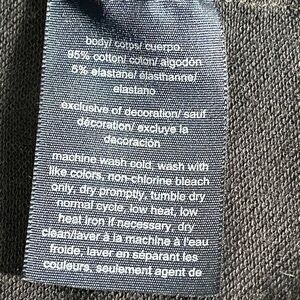 body/ corps/ cuerpo:
95% cotton/ coton/ algodón
5% elastane/ élasthanne/
elastano
exclusive of decoration/ sauf
décoration/ excluye la
decoración
machine wash cold, wash with
like colors, non-chlorine bleach
only, dry promptly, tumble dry
normal cycle, low heat, low
heat iron if necessary, dry
clean/laver à la machine à l'eau
froide, laver en séparant les
couleurs, seulement agent de